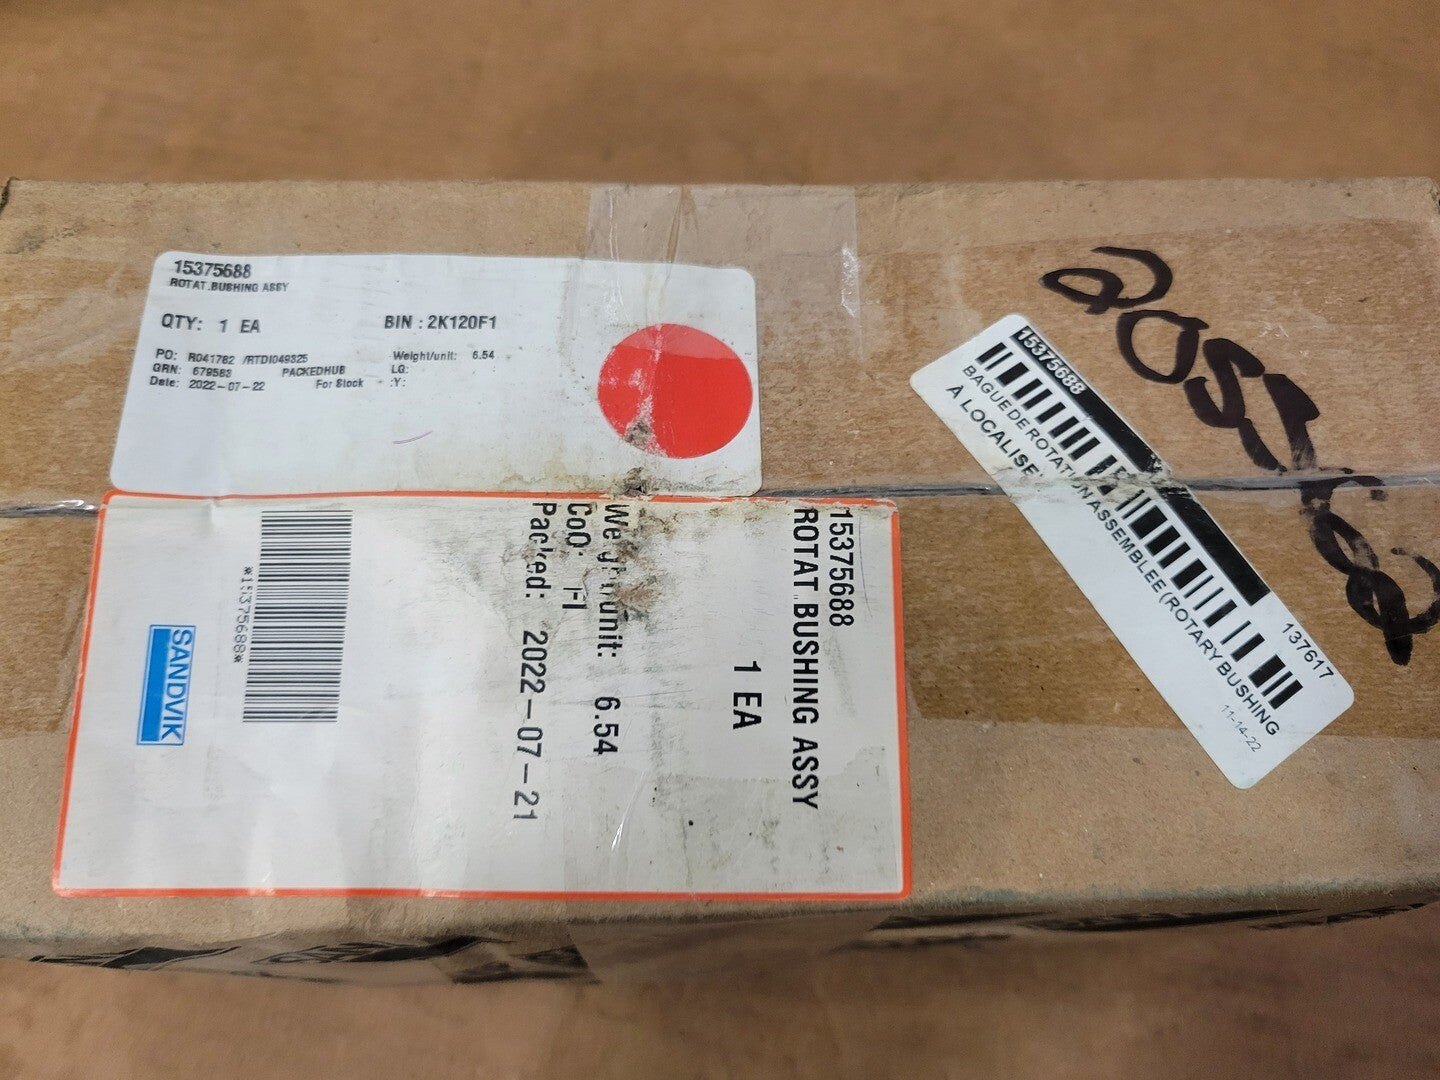 15375688
ROTAT.BUSHING ASSY
QTY: 1 EA
BIN : 2K120F1
PO: R041782 /RTDI049325
Weight/unit: 6.54
GRN: 679583 PACKEDHUB
LG:
Date: 2022-07-22 For Stock
:Y:
15375688
ROTAT.BUSHING ASSY
1 EA
Weight/unit: 6.54
CoO:
Packed: 2022-07-21
*15375688*
SANDVIK
15375688
137617
BAGUE DE ROTATION ASSEMBLEE (ROTARY BUSHING
A LOCALISE
11-14-22